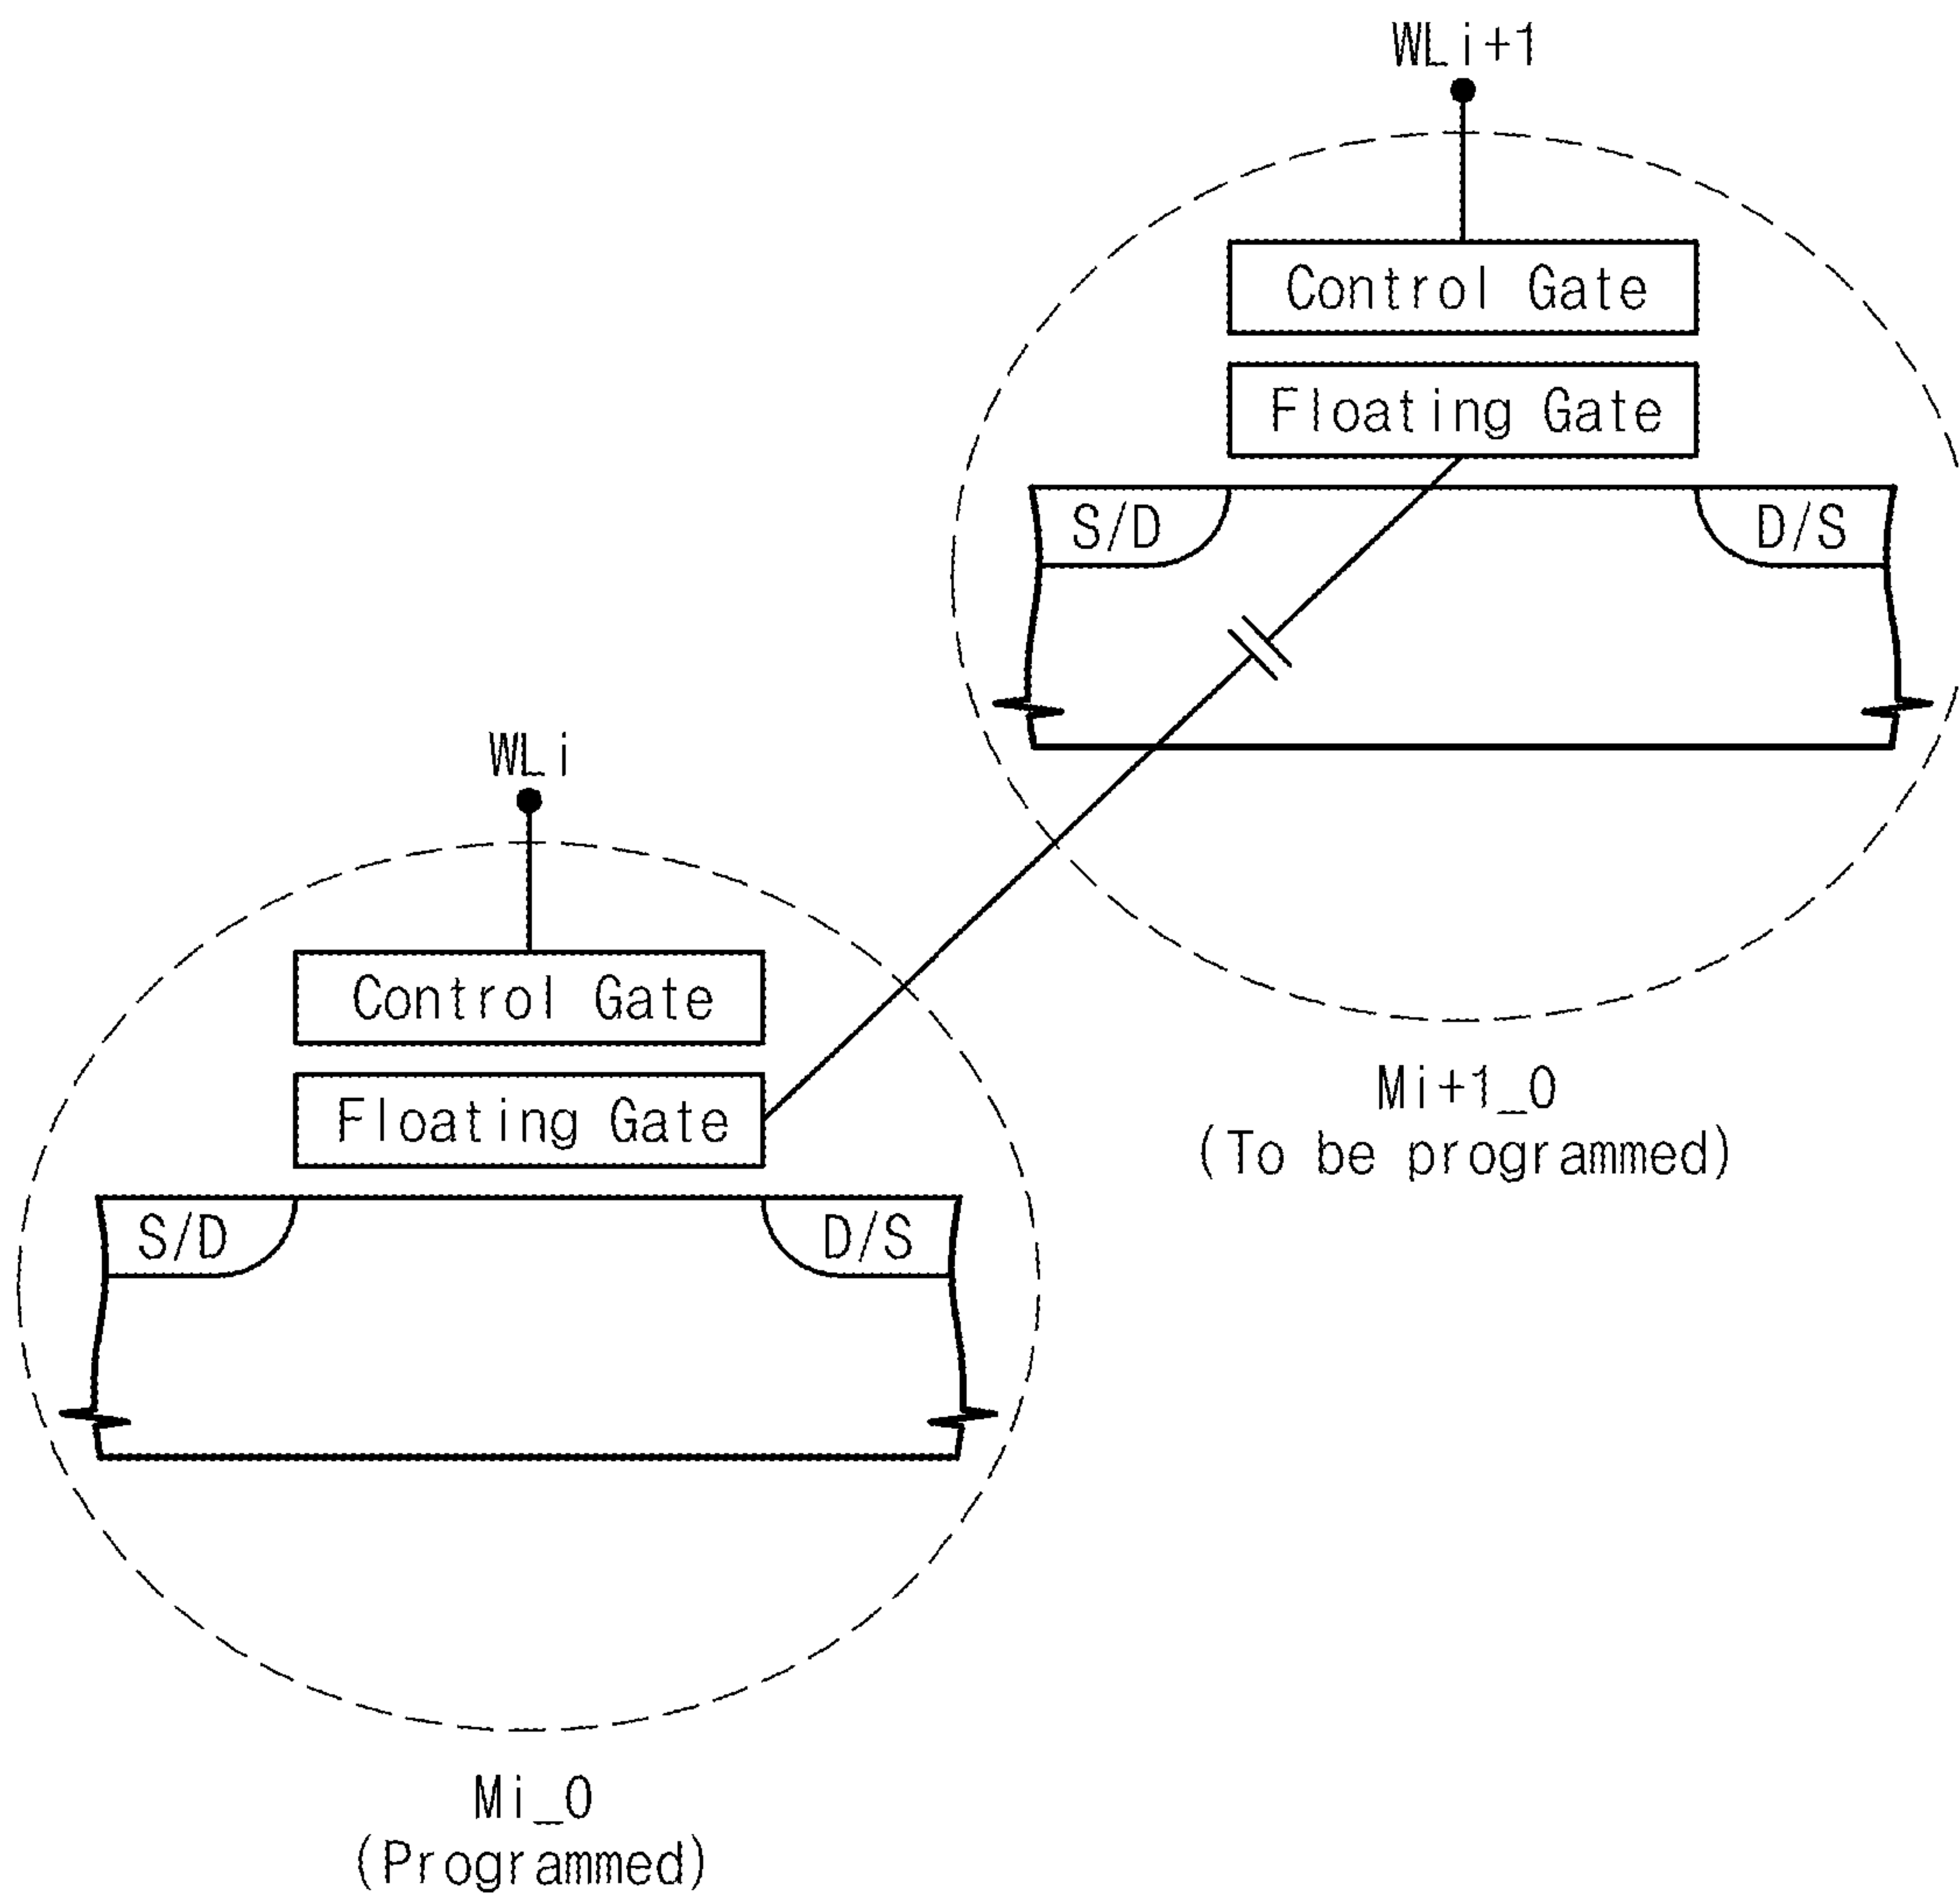 WLi+1
Control Gate
Floating Gate
S/D
D/S
Mi+1_0
(To be programmed)
WLi
Control Gate
Floating Gate
S/D
D/S
Mi_0
(Programmed)